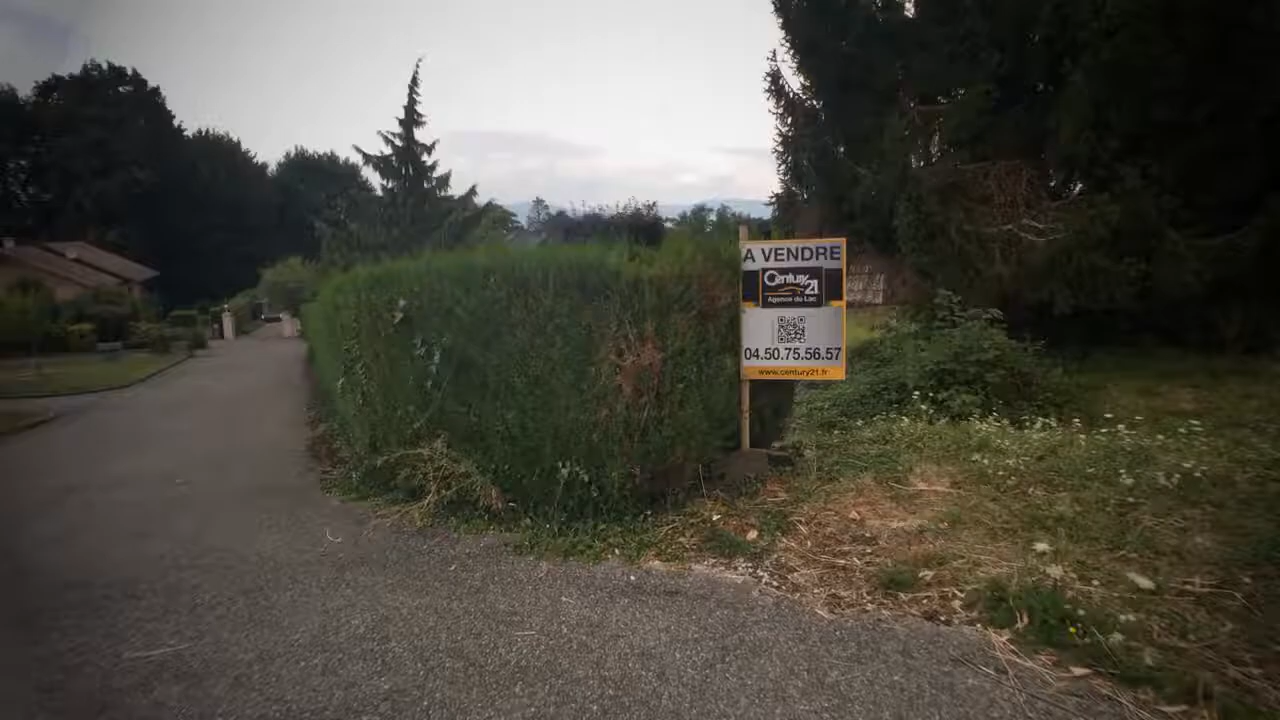 A VENDRE
Century 21
Agence du Lac
04.50.75.56.57
www.century21.fr